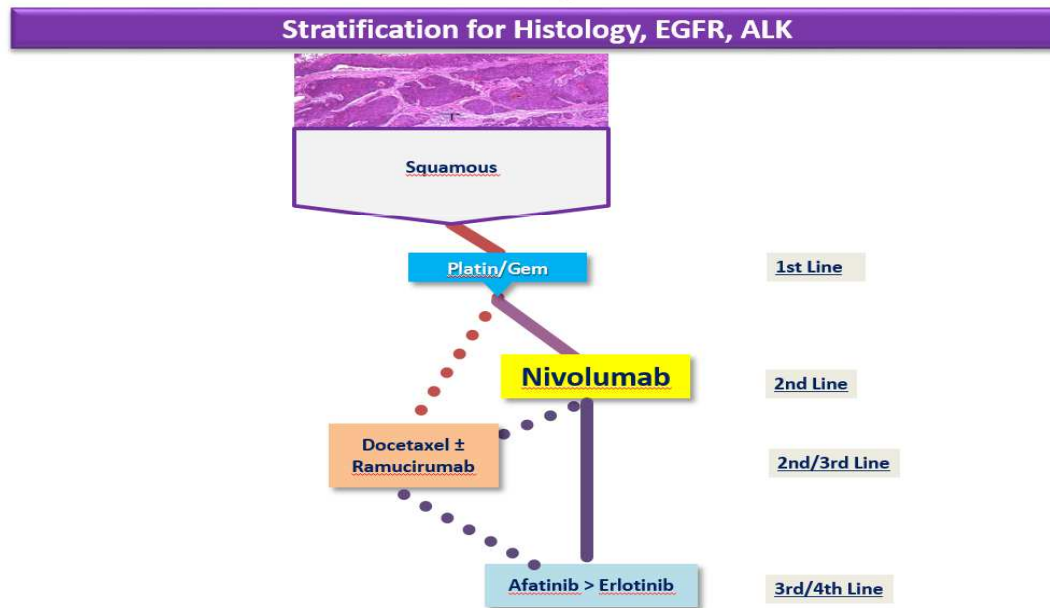 Stratification for Histology, EGFR, ALK
Squamous
Platin/Gem
1st Line
Nivolumab
2nd Line
Docetaxel ±
Ramucirumab
2nd/3rd Line
Afatinib > Erlotinib
3rd/4th Line